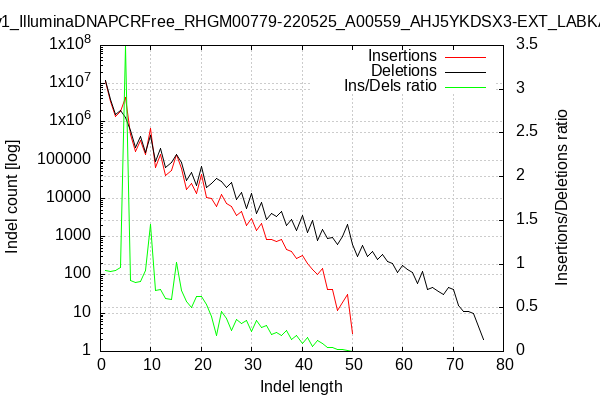 v1_IlluminaDNAPCRFree_RHGM00779-220525_A00559_AHJ5YKDSX3-EXT_LABKA
Insertions
Deletions
Ins/Dels ratio
Indel count [log]
1x10^8
1x10^7
1x10^6
100000
10000
1000
100
10
1
3.5
3
2.5
2
1.5
1
0.5
0
Insertions/Deletions ratio
0 10 20 30 40 50 60 70 80
Indel length